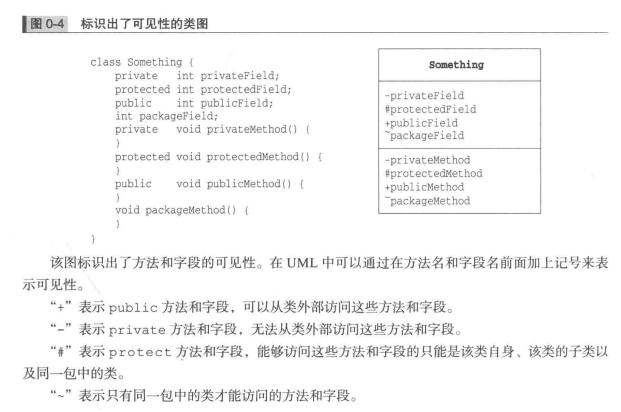 图 0-4 标识出了可见性的类图
class Something {
    private   int privateField;
    protected int protectedField;
    public    int publicField;
    int packageField;
    private   void privateMethod() {
    }
    protected void protectedMethod() {
    }
    public    void publicMethod() {
    }
    void packageMethod() {
    }
}
Something
-privateField
#protectedField
+publicField
~packageField
-privateMethod
#protectedMethod
+publicMethod
~packageMethod
该图标识出了方法和字段的可见性。在 UML 中可以通过在方法名和字段名前面加上记号来表
示可见性。
“+”表示 public 方法和字段，可以从类外部访问这些方法和字段。
“-”表示 private 方法和字段，无法从类外部访问这些方法和字段。
“#”表示 protect 方法和字段，能够访问这些方法和字段的只能是该类自身、该类的子类以
及同一包中的类。
“~”表示只有同一包中的类才能访问的方法和字段。